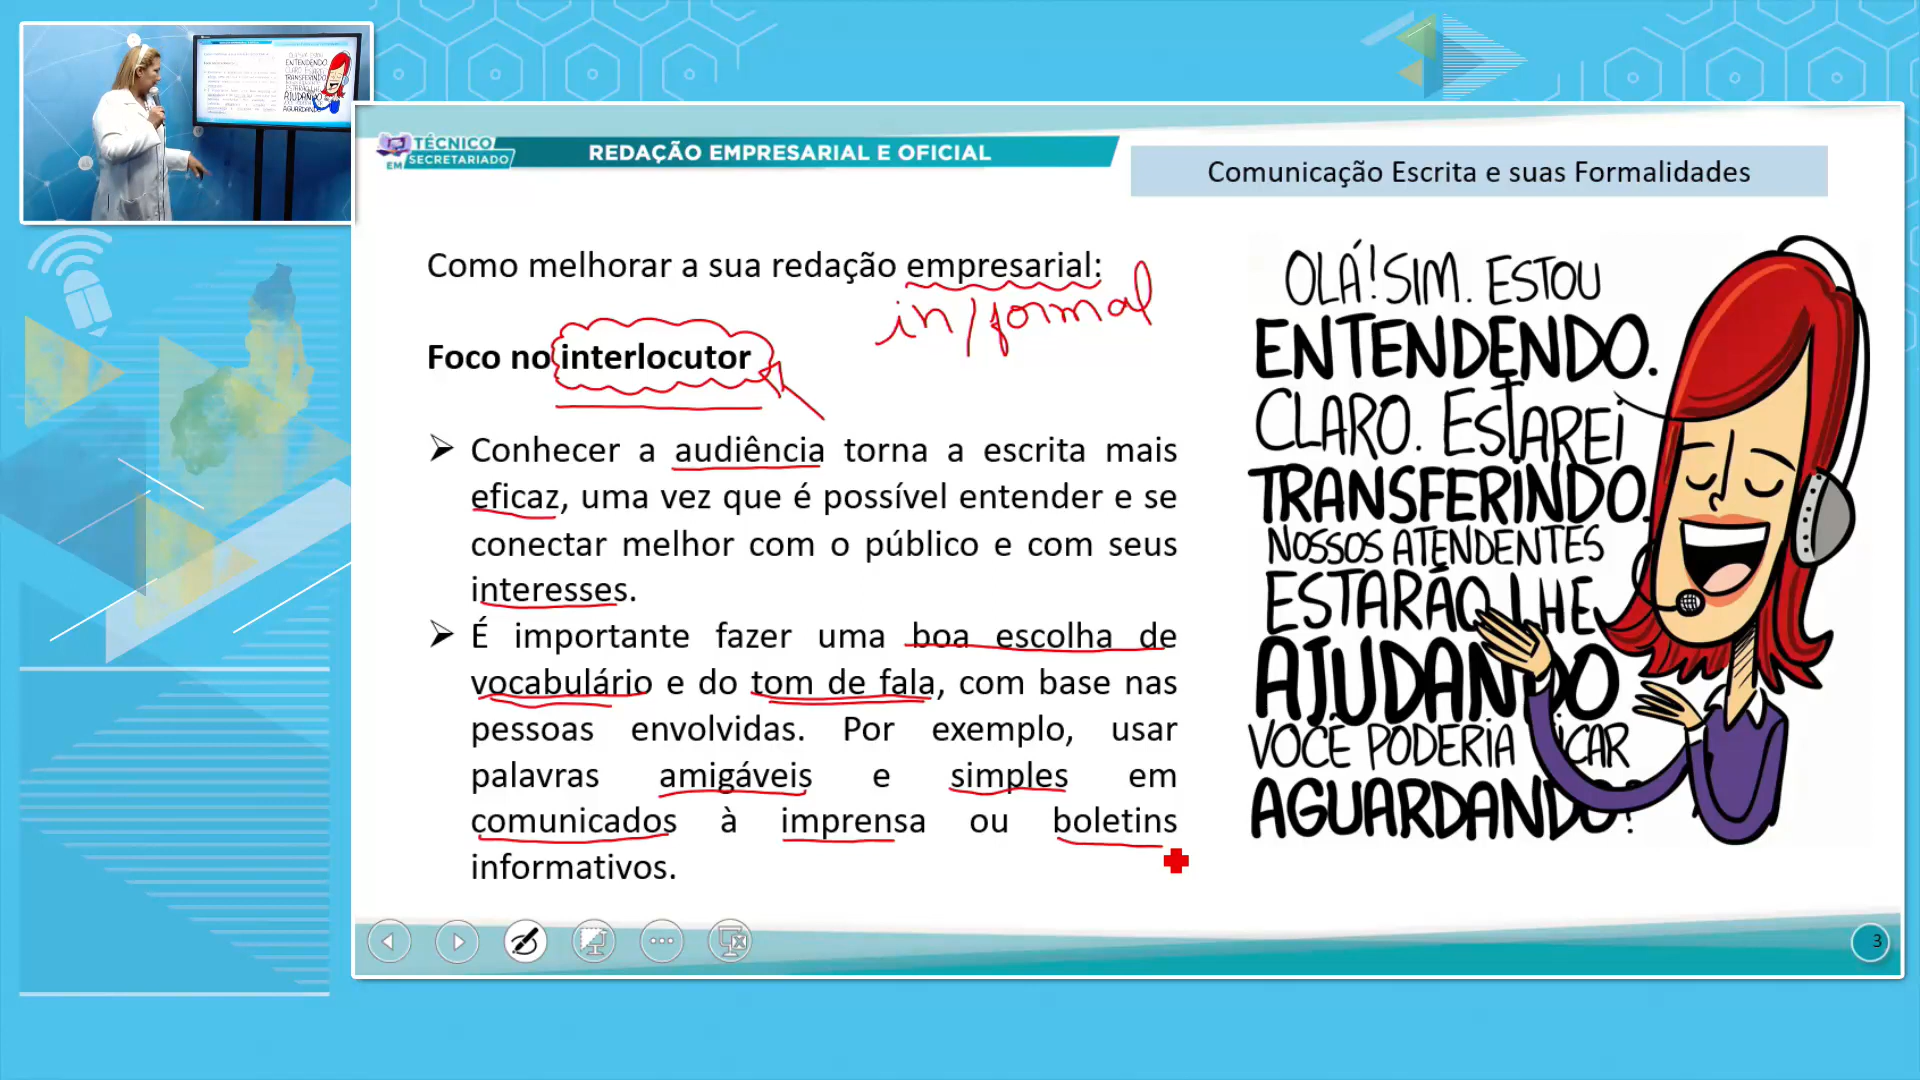 TÉCNICO
EM SECRETARIADO
REDAÇÃO EMPRESARIAL E OFICIAL
Comunicação Escrita e suas Formalidades
Como melhorar a sua redação empresarial:
in/formal
Foco no interlocutor
➢ Conhecer a audiência torna a escrita mais
eficaz, uma vez que é possível entender e se
conectar melhor com o público e com seus
interesses.
➢ É importante fazer uma boa escolha de
vocabulário e do tom de fala, com base nas
pessoas envolvidas. Por exemplo, usar
palavras amigáveis e simples em
comunicados à imprensa ou boletins
informativos.
OLÁ! SIM. ESTOU
ENTENDENDO.
CLARO. ESTAREI
TRANSFERINDO.
NOSSOS ATENDENTES
ESTARÃO LHE
AJUDANDO
VOCÊ PODERIA FICAR
AGUARDANDO?
3